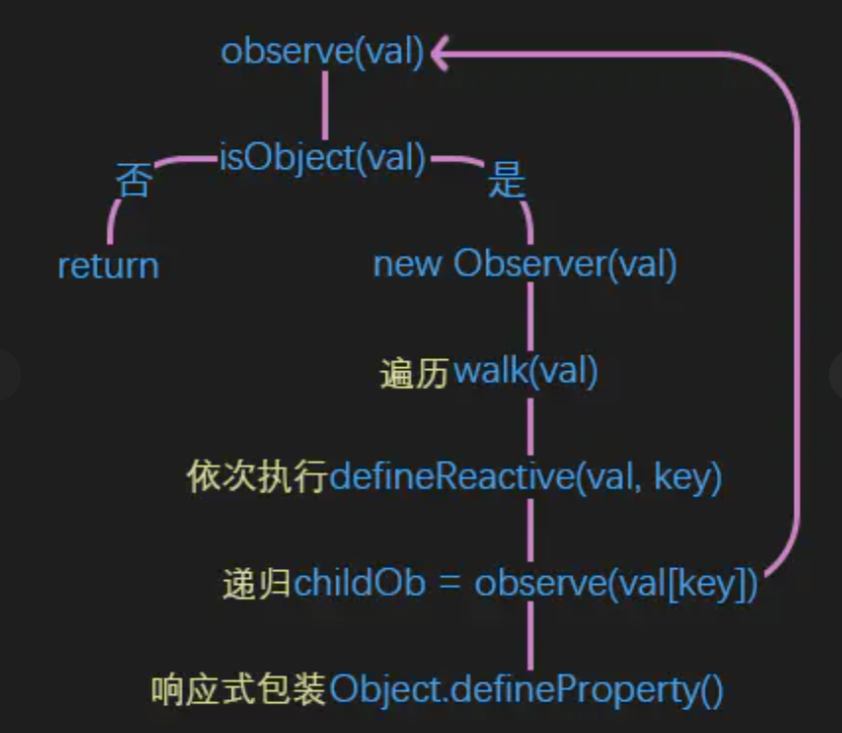 observe(val)
否 isObject(val) 是
return new Observer(val)
遍历walk(val)
依次执行defineReactive(val, key)
递归childOb = observe(val[key])
响应式包装Object.defineProperty()